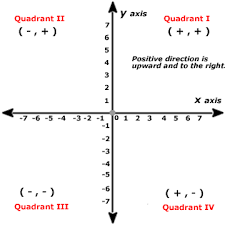 Quadrant II
y axis
Quadrant I
( - , + )
( + , + )
7
6
5
4
3
2
1
Positive direction is
upward and to the right.
x axis
-7 -6 -5 -4 -3 -2 -1 0 1 2 3 4 5 6 7
-1
-2
-3
-4
-5
-6
-7
( - , - )
( + , - )
Quadrant III
Quadrant IV